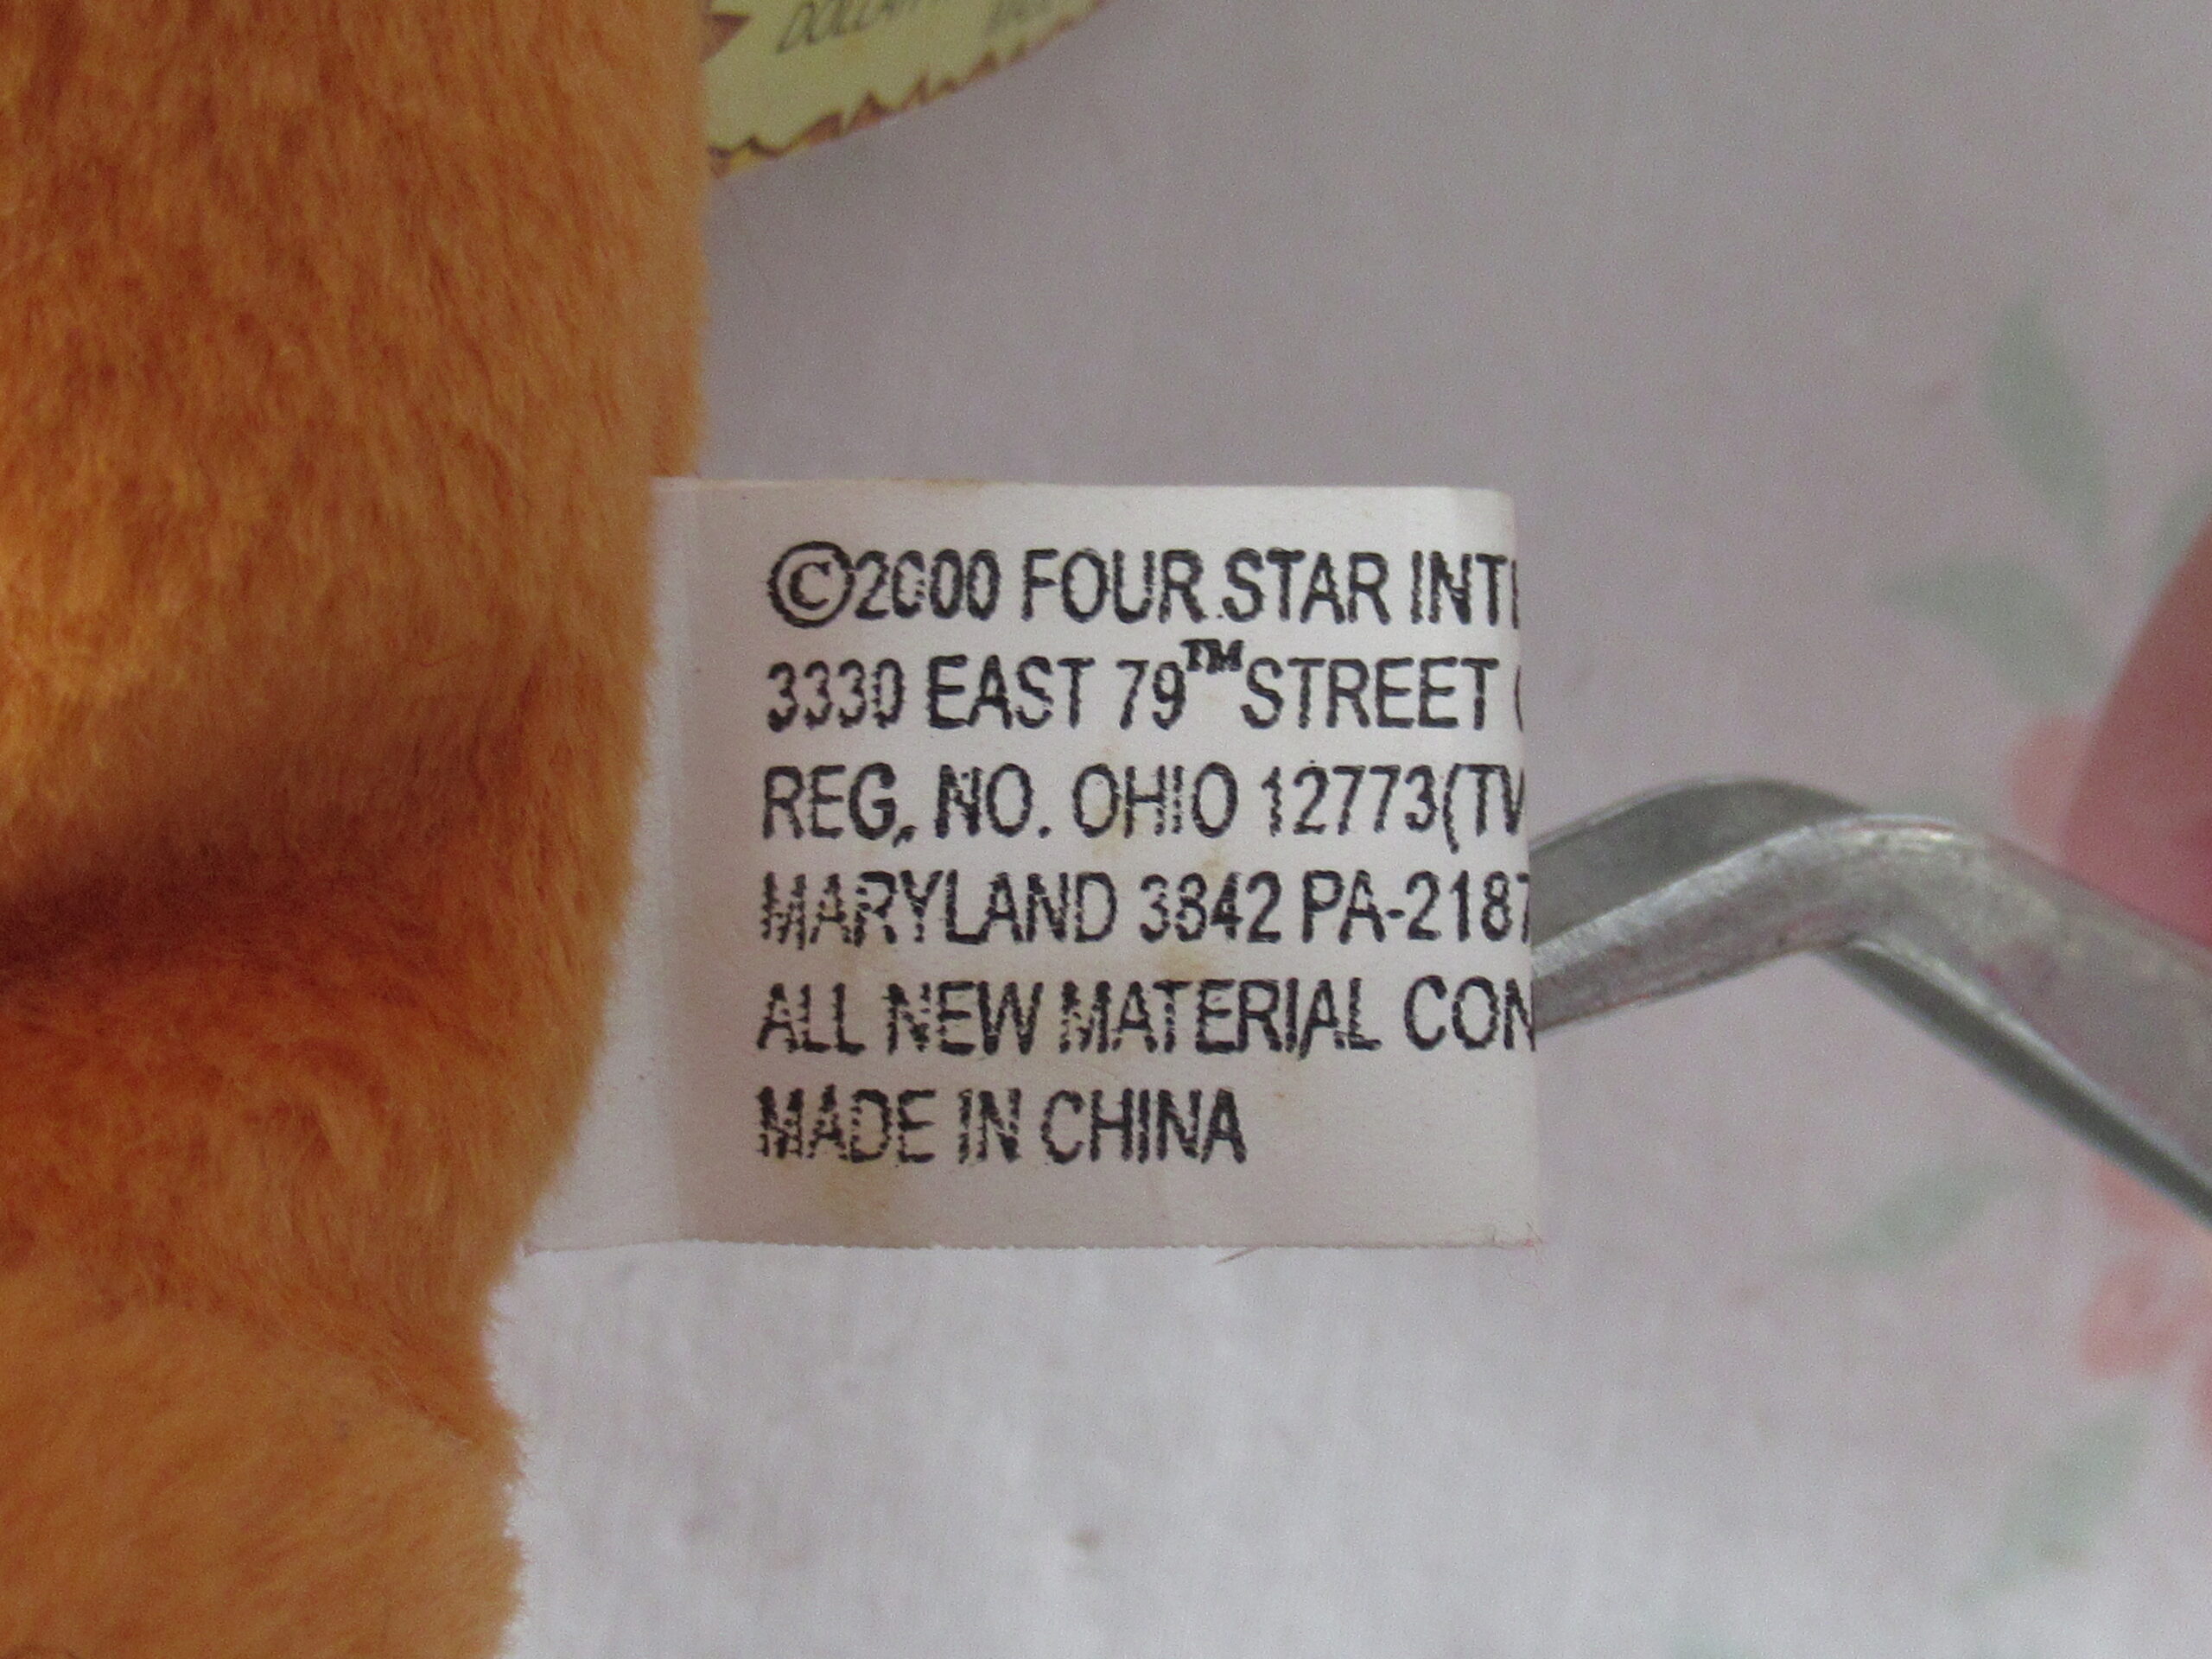 DOLLA
©2000 FOUR STAR INT
3330 EAST 79™ STREET
REG. NO. OHIO 12773(TV
MARYLAND 3842 PA-2187
ALL NEW MATERIAL CON
MADE IN CHINA